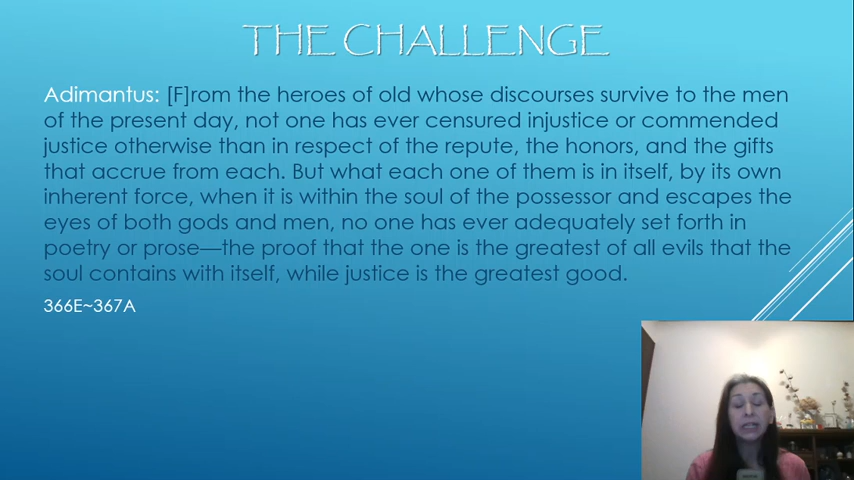 THE CHALLENGE
Adimantus: [F]rom the heroes of old whose discourses survive to the men
of the present day, not one has ever censured injustice or commended
justice otherwise than in respect of the repute, the honors, and the gifts
that accrue from each. But what each one of them is in itself, by its own
inherent force, when it is within the soul of the possessor and escapes the
eyes of both gods and men, no one has ever adequately set forth in
poetry or prose—the proof that the one is the greatest of all evils that the
soul contains with itself, while justice is the greatest good.
366E~367A